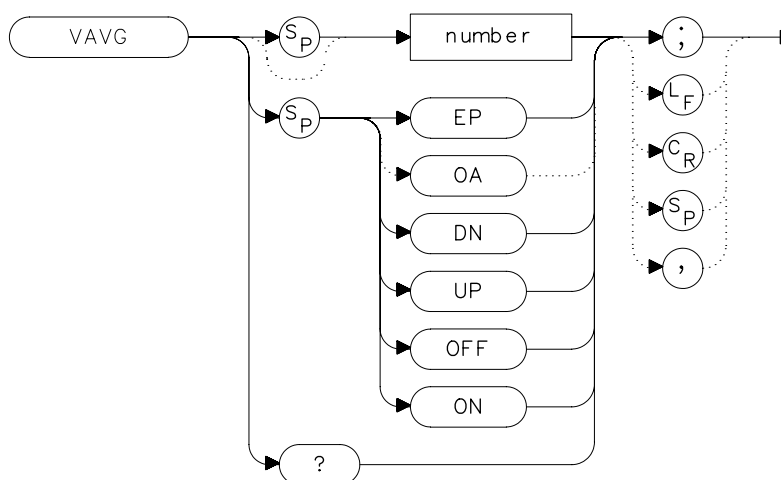 VAVG
SP
number
;
SP
EP
LF
OA
CR
DN
SP
UP
,
OFF
ON
?